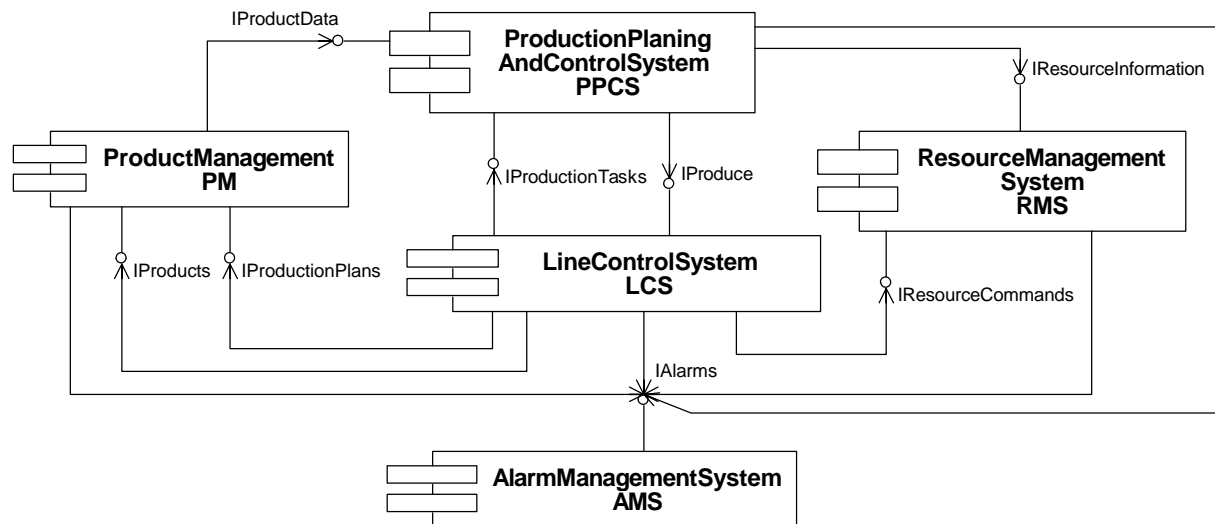 IProductData
ProductionPlaning
AndControlSystem
PPCS
IResourceInformation
ProductManagement
PM
IProductionTasks
IProduce
ResourceManagement
System
RMS
IProducts
IProductionPlans
LineControlSystem
LCS
IResourceCommands
IAlarms
AlarmManagementSystem
AMS